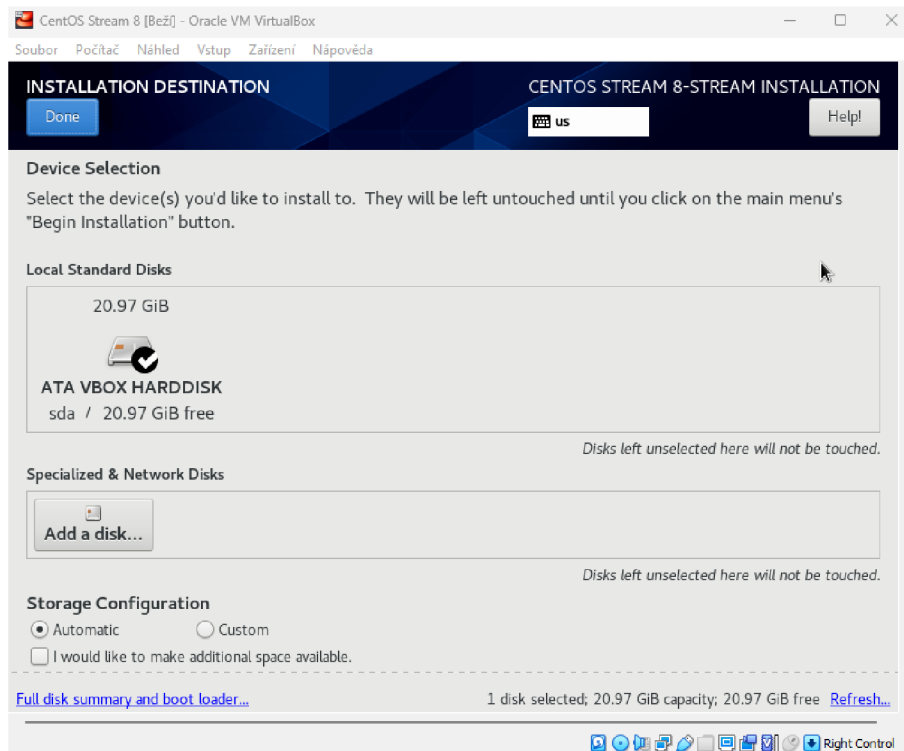 CentOS Stream 8 [Beží] - Oracle VM VirtualBox
Soubor Počítač Náhled Vstup Zařízení Nápověda
INSTALLATION DESTINATION
CENTOS STREAM 8-STREAM INSTALLATION
Done
us
Help!
Device Selection
Select the device(s) you'd like to install to. They will be left untouched until you click on the main menu's
"Begin Installation" button.
Local Standard Disks
20.97 GiB
ATA VBOX HARDDISK
sda / 20.97 GiB free
Disks left unselected here will not be touched.
Specialized & Network Disks
Add a disk...
Disks left unselected here will not be touched.
Storage Configuration
Automatic Custom
I would like to make additional space available.
Full disk summary and boot loader...
1 disk selected; 20.97 GiB capacity; 20.97 GiB free Refresh...
Right Control